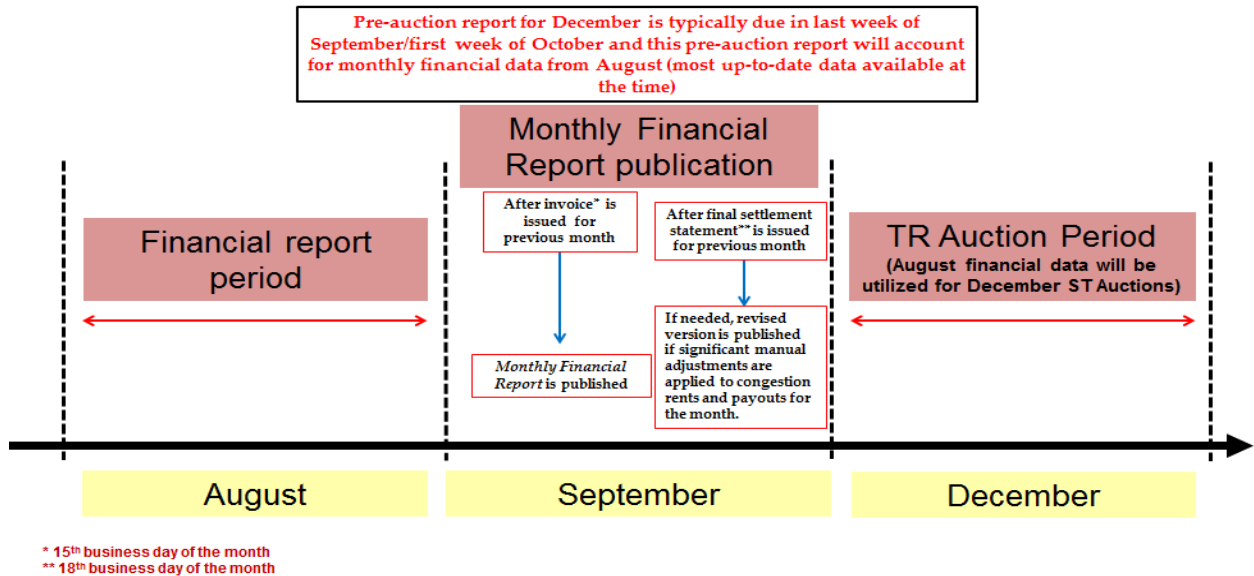 Pre-auction report for December is typically due in last week of
September/first week of October and this pre-auction report will account
for monthly financial data from August (most up-to-date data available at
the time)
Monthly Financial
Report publication
After invoice* is
issued for
previous month
After final settlement
statement** is issued
for previous month
Financial report
period
TR Auction Period
(August financial data will be
utilized for December ST Auctions)
Monthly Financial
Report is published
If needed, revised
version is published
if significant manual
adjustments are
applied to congestion
rents and payouts for
the month.
August
September
December
* 15th business day of the month
** 18th business day of the month